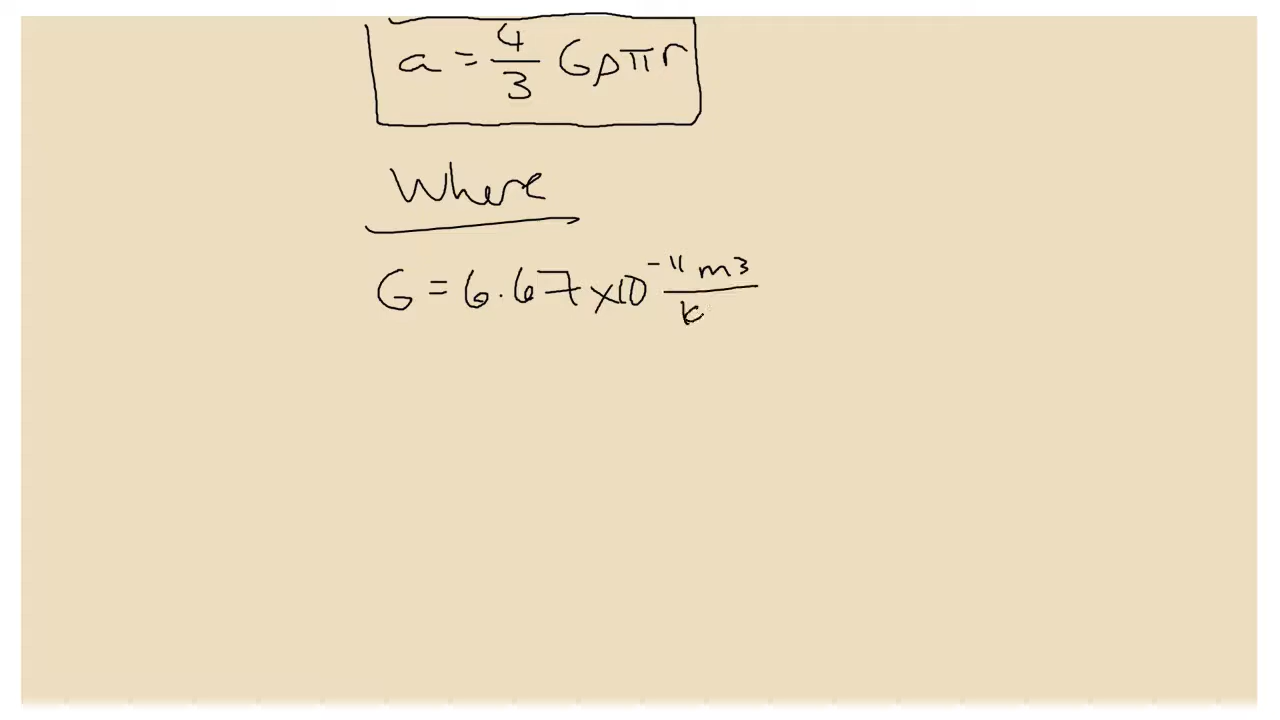 a = 4/3 Gρπr
Where
G = 6.67 ×10⁻¹¹ m³/k